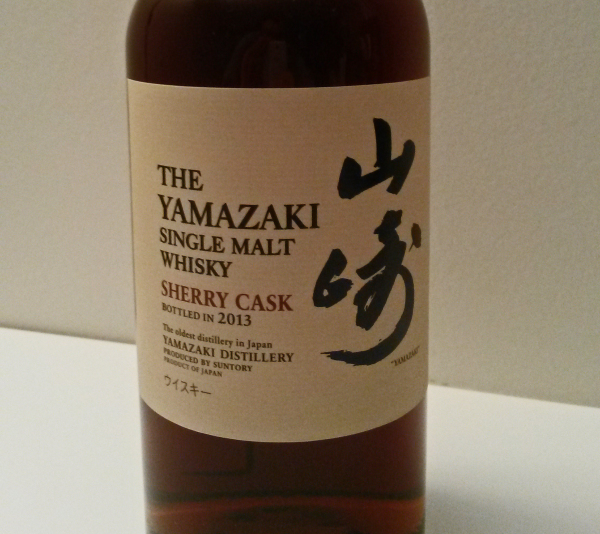 THE
YAMAZAKI
SINGLE MALT
WHISKY
SHERRY CASK
BOTTLED IN 2013
The oldest distillery in Japan
YAMAZAKI DISTILLERY
PRODUCED BY SUNTORY
PRODUCT OF JAPAN
ウイスキー
山崎
"YAMAZAKI"